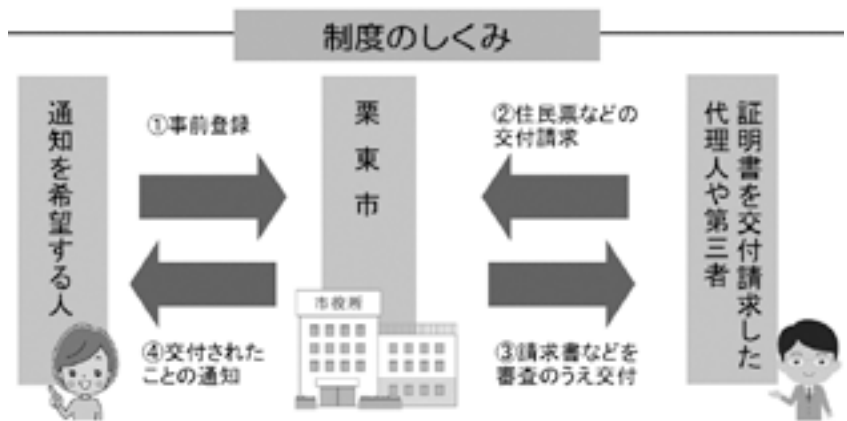 制度のしくみ
通知を希望する人
①事前登録
栗東市
②住民票などの
交付請求
証明書を交付請求した
代理人や第三者
市役所
④交付された
ことの通知
③請求書などを
審査のうえ交付